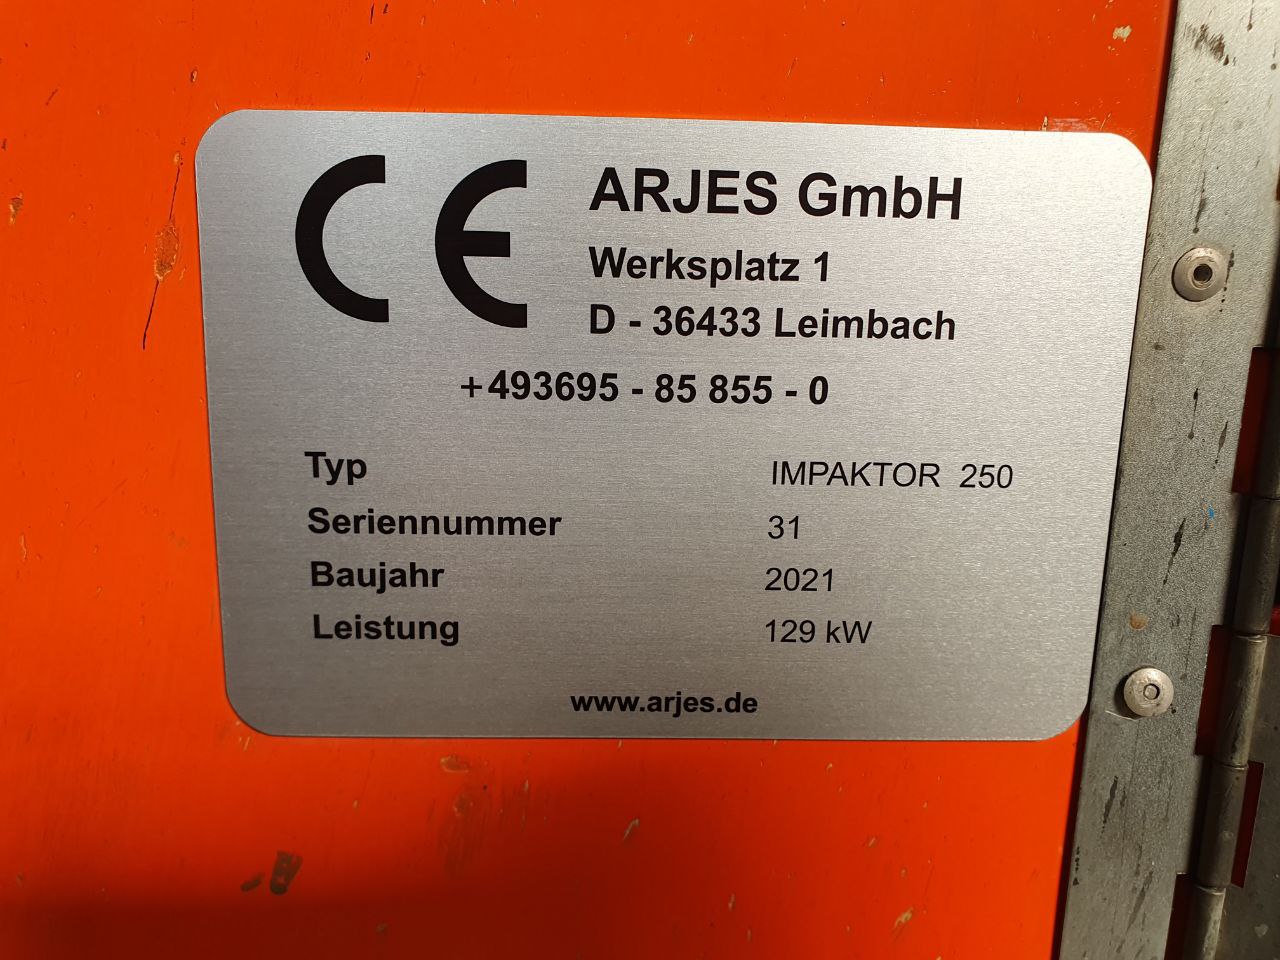 CE
ARJES GmbH
Werksplatz 1
D - 36433 Leimbach
+493695 - 85 855 - 0
Typ IMPAKTOR 250
Seriennummer 31
Baujahr 2021
Leistung 129 kW
www.arjes.de